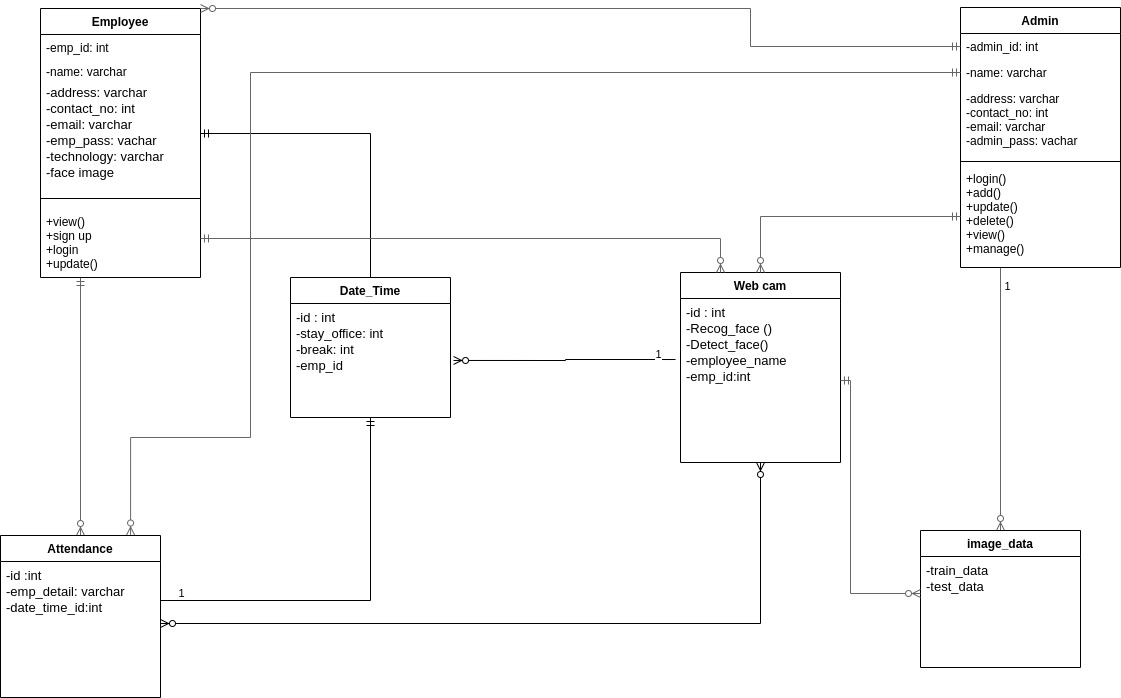 Employee
-emp_id: int
-name: varchar
-address: varchar
-contact_no: int
-email: varchar
-emp_pass: vachar
-technology: varchar
-face image
+view()
+sign up
+login
+update()
Admin
-admin_id: int
-name: varchar
-address: varchar
-contact_no: int
-email: varchar
-admin_pass: vachar
+login()
+add()
+update()
+delete()
+view()
+manage()
1
Date_Time
-id : int
-stay_office: int
-break: int
-emp_id
1
Web cam
-id : int
-Recog_face ()
-Detect_face()
-employee_name
-emp_id:int
Attendance
-id :int
-emp_detail: varchar
-date_time_id:int
1
image_data
-train_data
-test_data